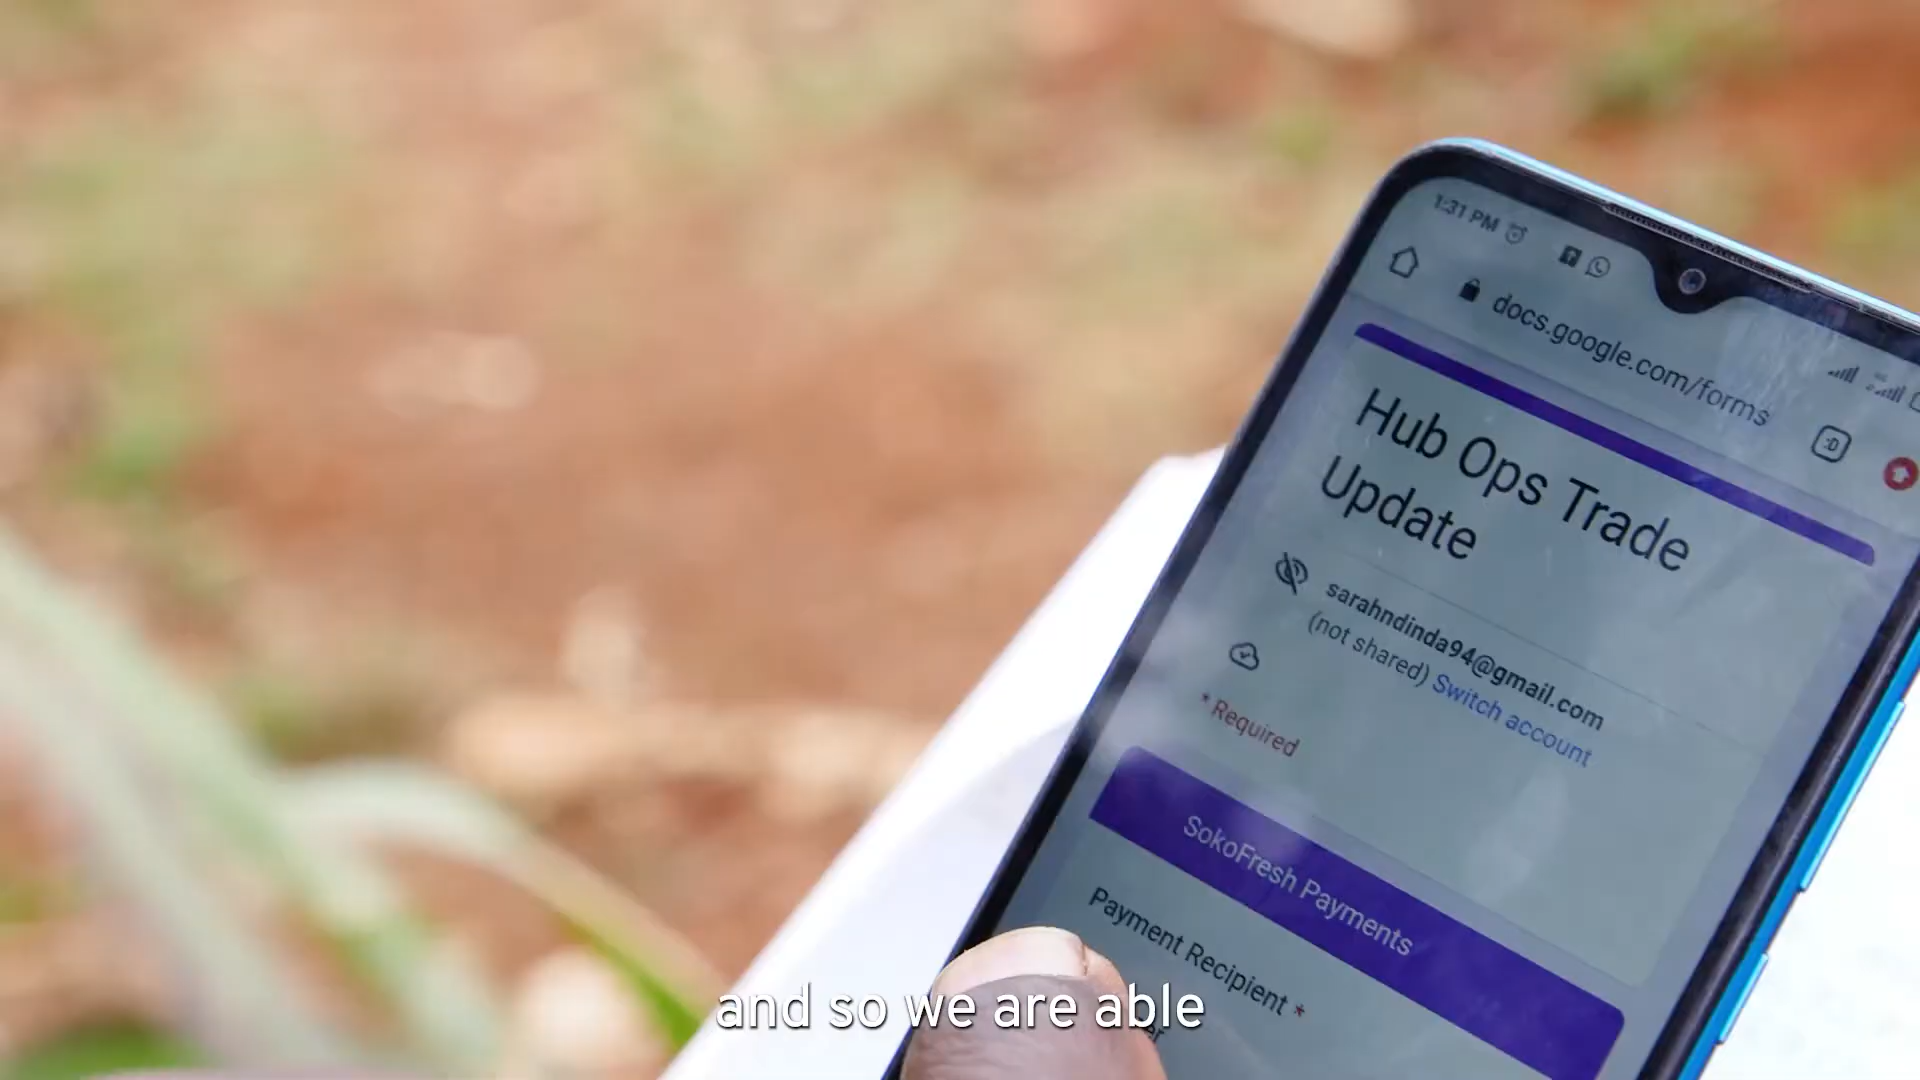 1:31 PM
docs.google.com/forms
:D
Hub Ops Trade
Update
sarahndinda94@gmail.com
(not shared) Switch account
* Required
SokoFresh Payments
Payment Recipient *
and so we are able